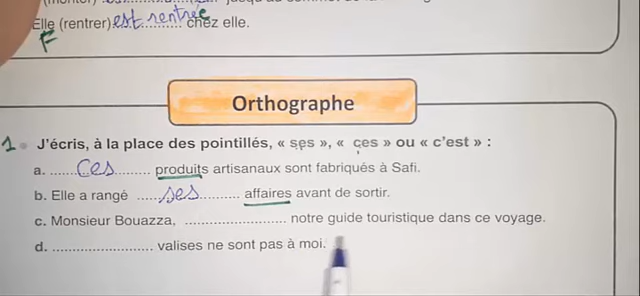 Elle (rentrer) est rentrée chez elle.
F
Orthographe
1 J'écris, à la place des pointillés, « ses », « ces » ou « c'est » :
a. ......Ces.......... produits artisanaux sont fabriqués à Safi.
b. Elle a rangé .....ses.......... affaires avant de sortir.
c. Monsieur Bouazza, .......................... notre guide touristique dans ce voyage.
d. .......................... valises ne sont pas à moi.